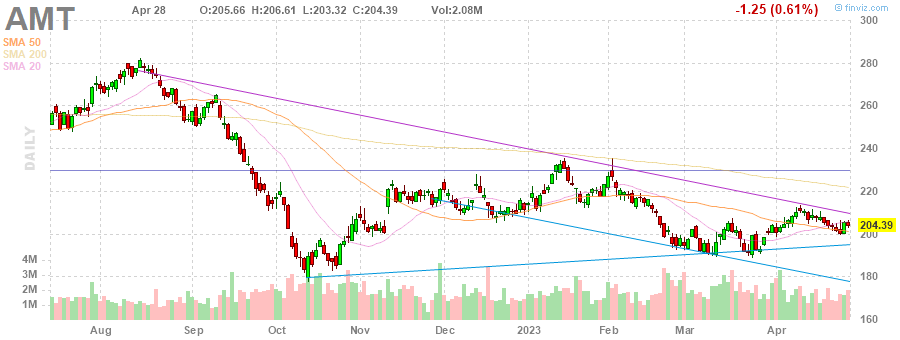 AMT Apr 28 O:205.66 H:206.61 L:203.32 C:204.39 Vol:2.08M -1.25 (0.61%) © finviz.com
SMA 50
SMA 200
SMA 20
DAILY
300
280
260
240
220
204.39
200
180
160
4M
3M
2M
1M
Aug Sep Oct Nov Dec 2023 Feb Mar Apr